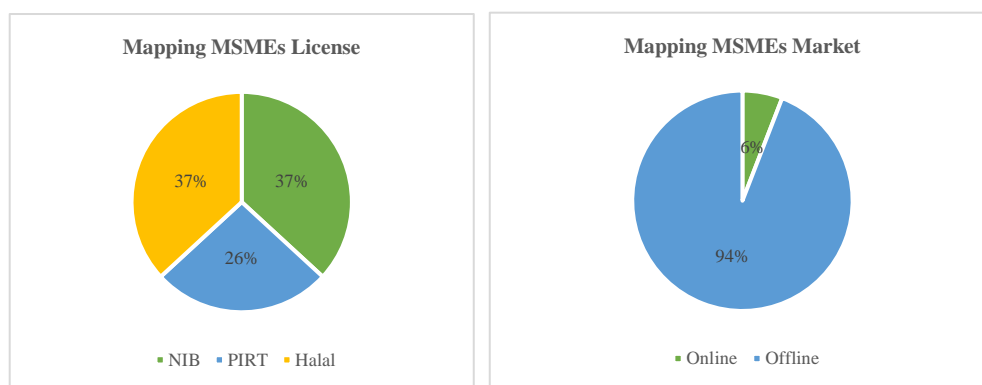 Mapping MSMEs License
37%
37%
26%
NIB PIRT Halal
Mapping MSMEs Market
6%
94%
Online Offline